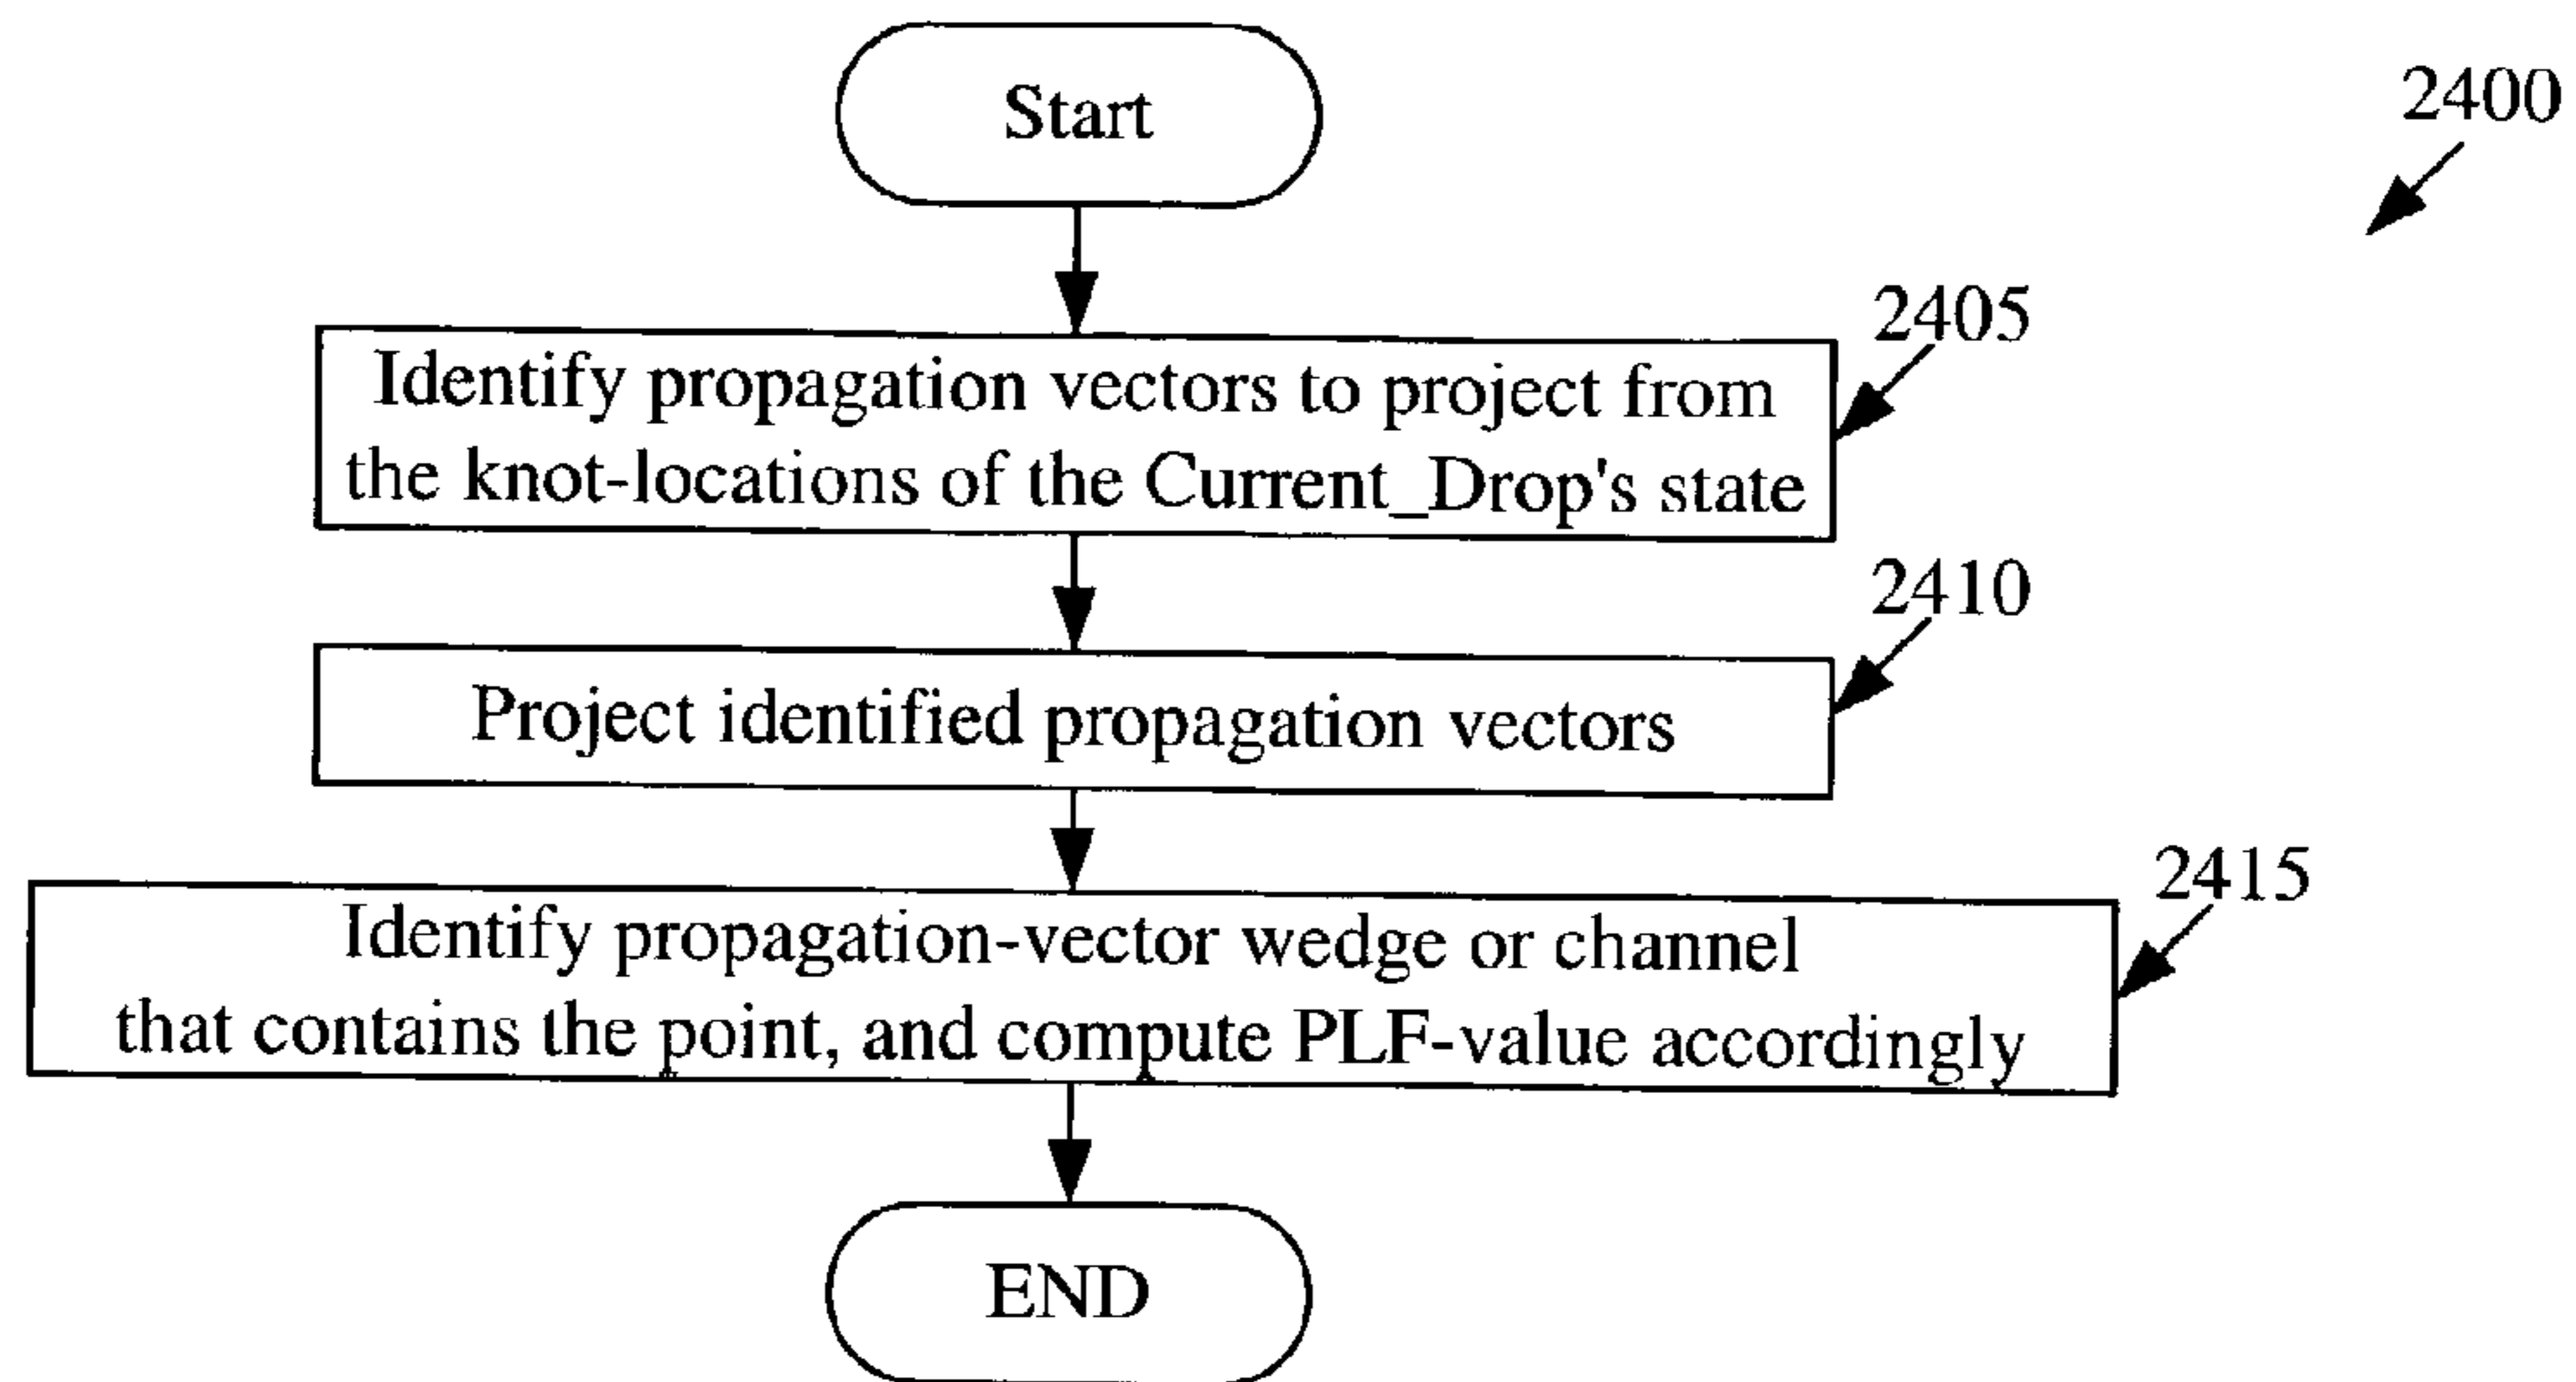 Start
2400
2405
Identify propagation vectors to project from
the knot-locations of the Current_Drop's state
2410
Project identified propagation vectors
2415
Identify propagation-vector wedge or channel
that contains the point, and compute PLF-value accordingly
END